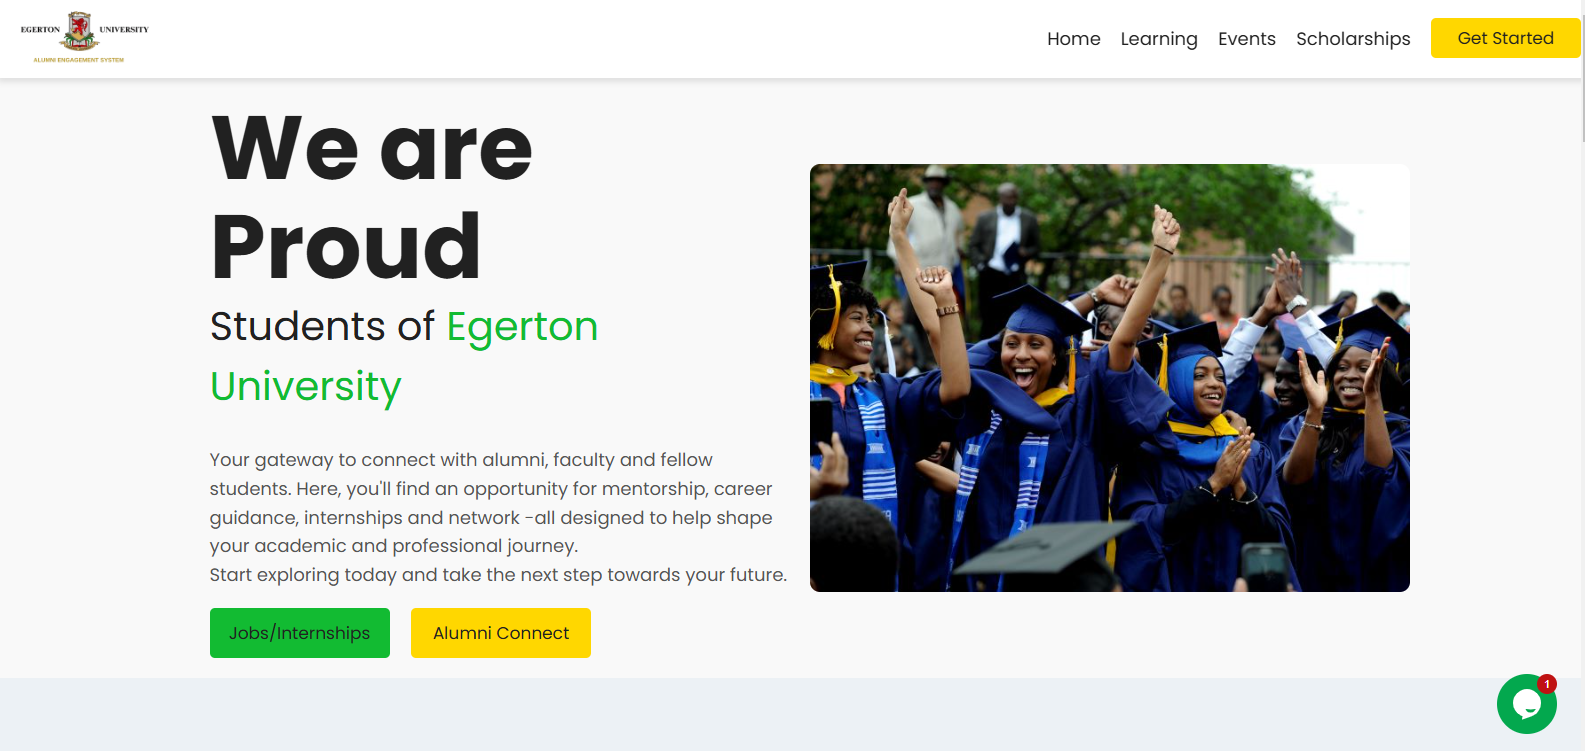 EGERTON UNIVERSITY
ALUMNI ENGAGEMENT SYSTEM
Home Learning Events Scholarships Get Started
We are
Proud
Students of Egerton
University
Your gateway to connect with alumni, faculty and fellow
students. Here, you'll find an opportunity for mentorship, career
guidance, internships and network -all designed to help shape
your academic and professional journey.
Start exploring today and take the next step towards your future.
Jobs/Internships Alumni Connect
1